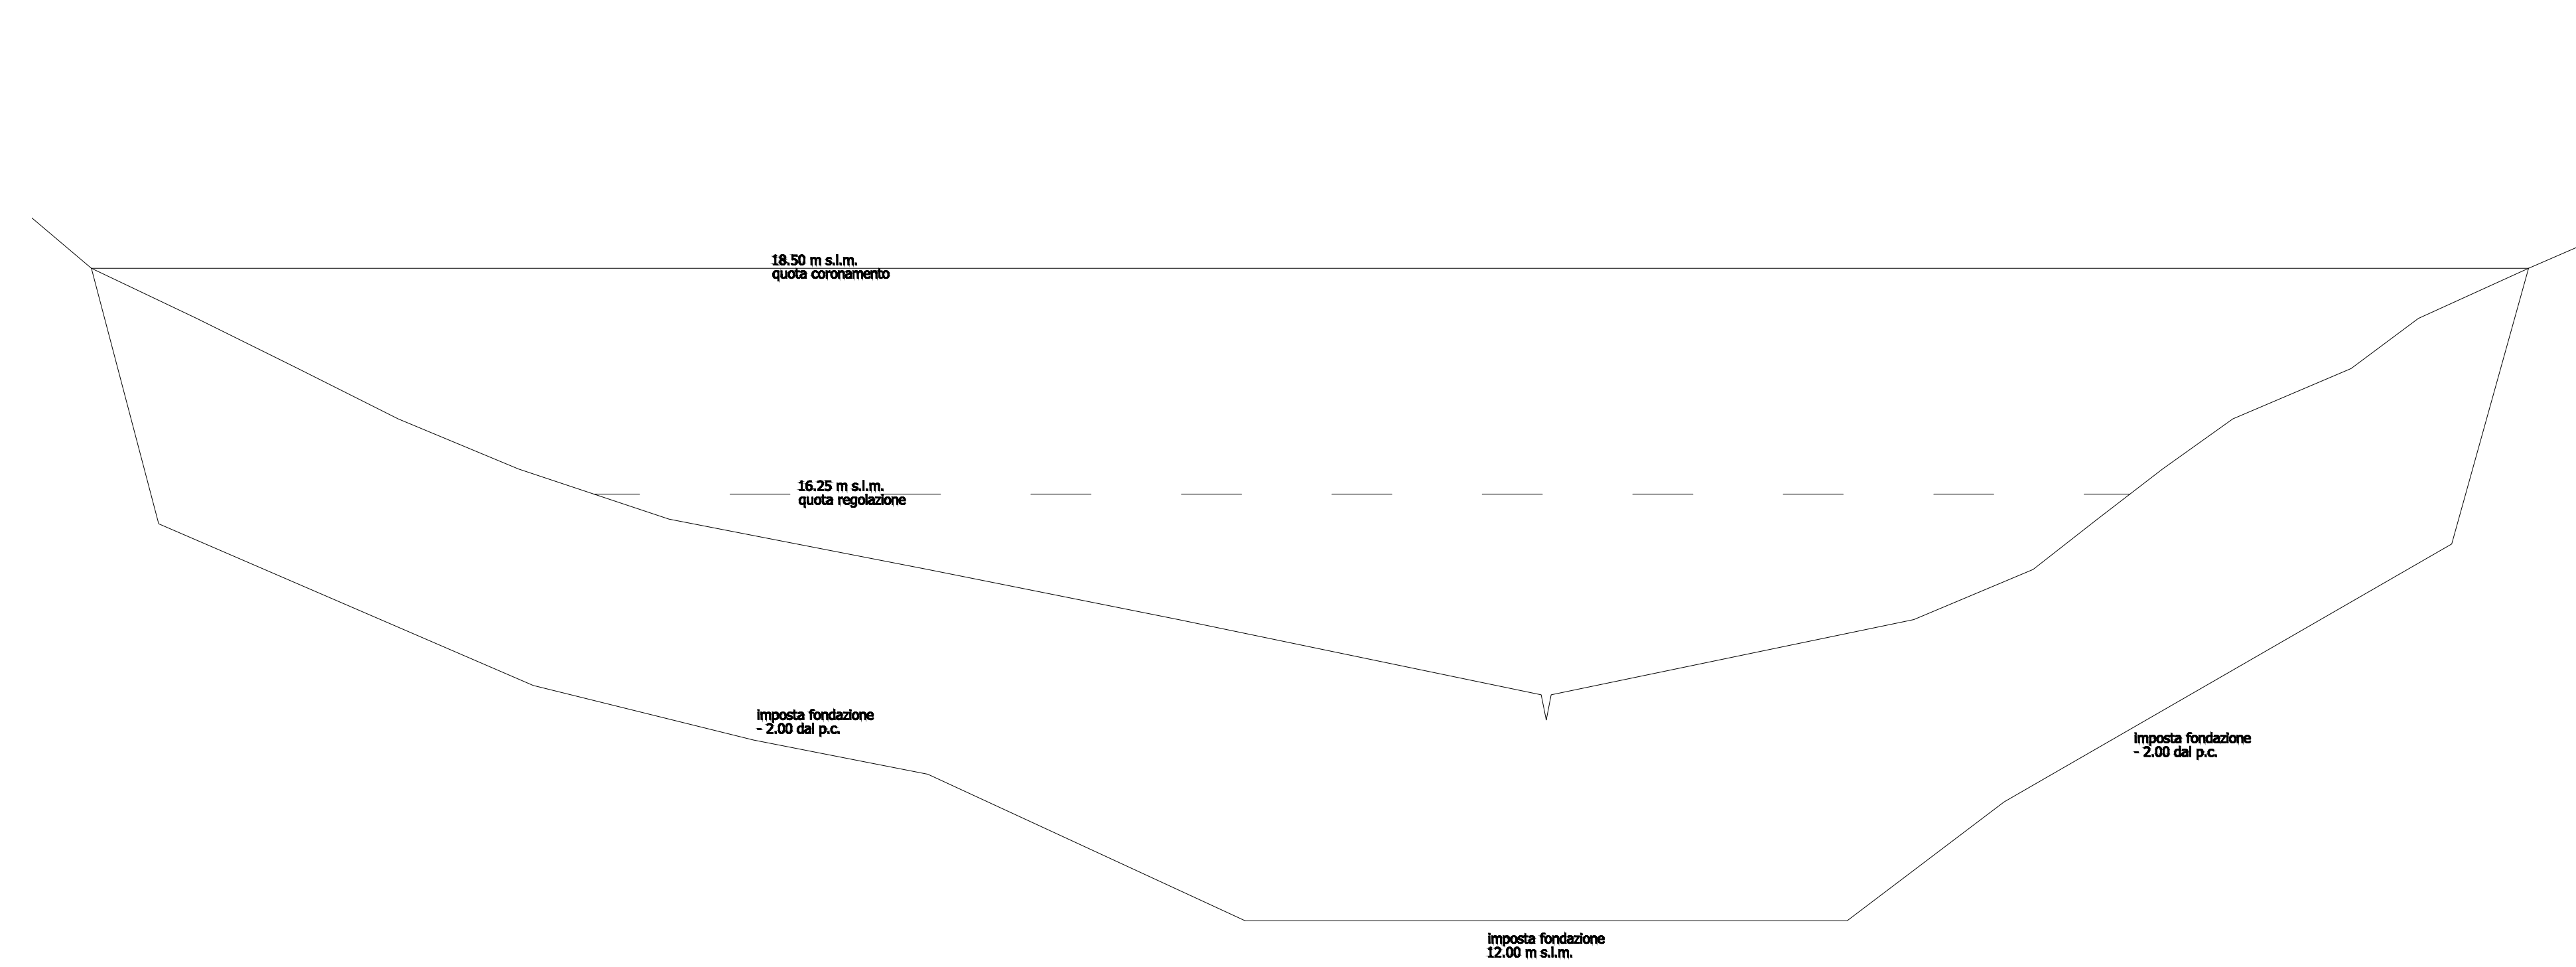 18.50 m s.l.m.
quota coronamento
16.25 m s.l.m.
quota regolazione
imposta fondazione
- 2.00 dal p.c.
imposta fondazione
- 2.00 dal p.c.
imposta fondazione
12.00 m s.l.m.